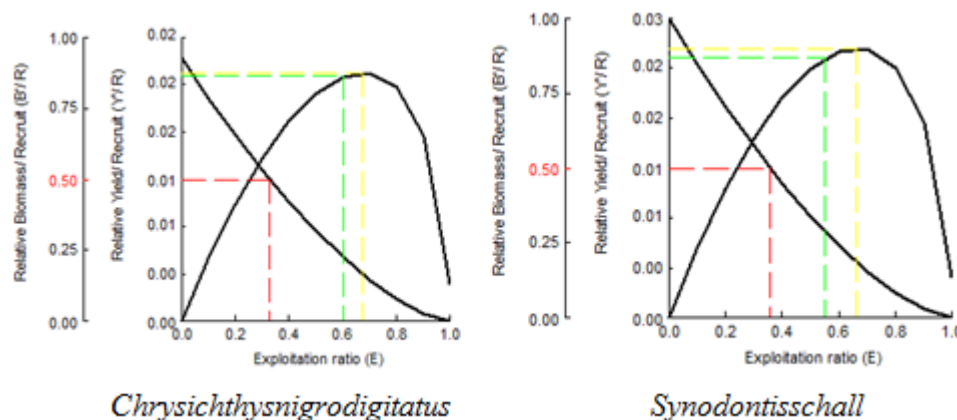 Relative Biomass/ Recruit (B'/ R)
1.00
0.75
0.50
0.25
0.00
Relative Yield/ Recruit (Y'/ R)
0.02
0.02
0.02
0.01
0.01
0.00
0.00
0.0 0.2 0.4 0.6 0.8 1.0
Exploitation ratio (E)
Chrysichthysnigrodigitatus
Relative Biomass/ Recruit (B'/ R)
1.00
0.75
0.50
0.25
0.00
Relative Yield/ Recruit (Y'/ R)
0.03
0.02
0.02
0.01
0.01
0.00
0.00
0.0 0.2 0.4 0.6 0.8 1.0
Exploitation ratio (E)
Synodontisschall